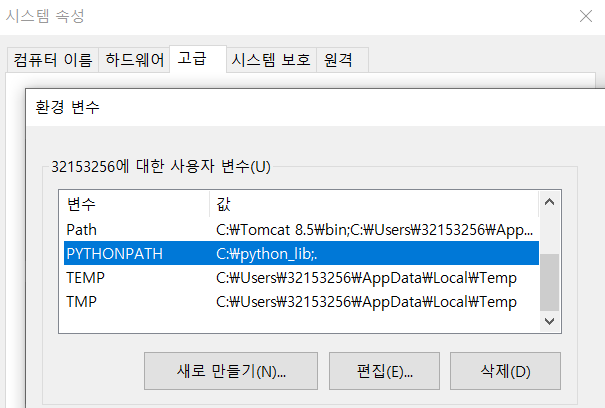 시스템 속성
컴퓨터 이름 하드웨어 고급 시스템 보호 원격
환경 변수
32153256에 대한 사용자 변수(U)
변수 값
Path C:₩Tomcat 8.5₩bin;C:₩Users₩32153256₩App...
PYTHONPATH C:₩python_lib;.
TEMP C:₩Users₩32153256₩AppData₩Local₩Temp
TMP C:₩Users₩32153256₩AppData₩Local₩Temp
새로 만들기(N)... 편집(E)... 삭제(D)